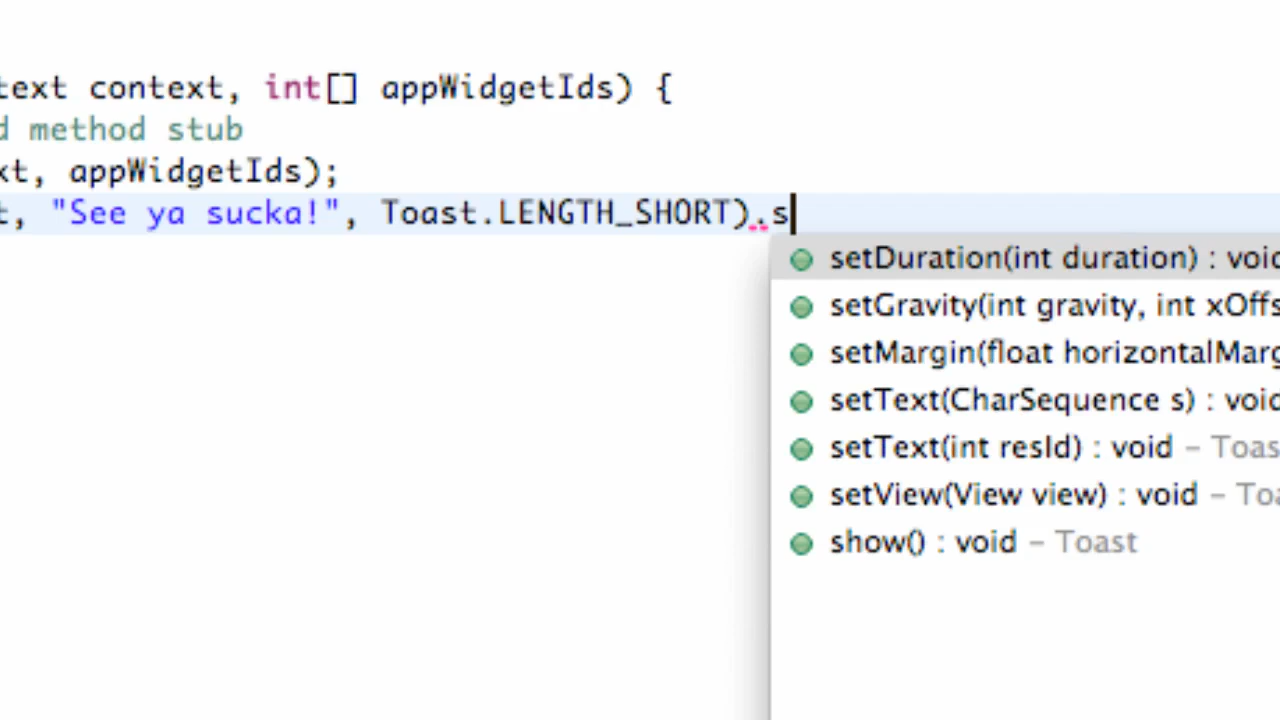 text context, int[] appWidgetIds) {
d method stub
xt, appWidgetIds);
t, "See ya sucka!", Toast.LENGTH_SHORT).s
setDuration(int duration) : void
setGravity(int gravity, int xOffs
setMargin(float horizontalMarg
setText(CharSequence s) : void
setText(int resId) : void – Toas
setView(View view) : void – Toa
show() : void – Toast